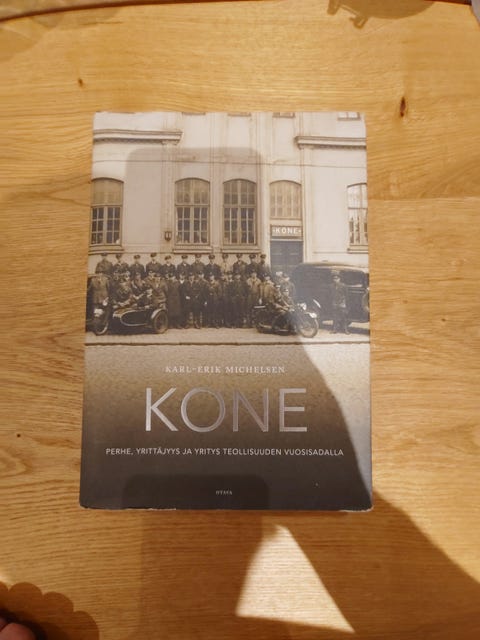 KONE
KARL-ERIK MICHELSEN
KONE
PERHE, YRITTÄJYYS JA YRITYS TEOLLISUUDEN VUOSISADALLA
OTAVA